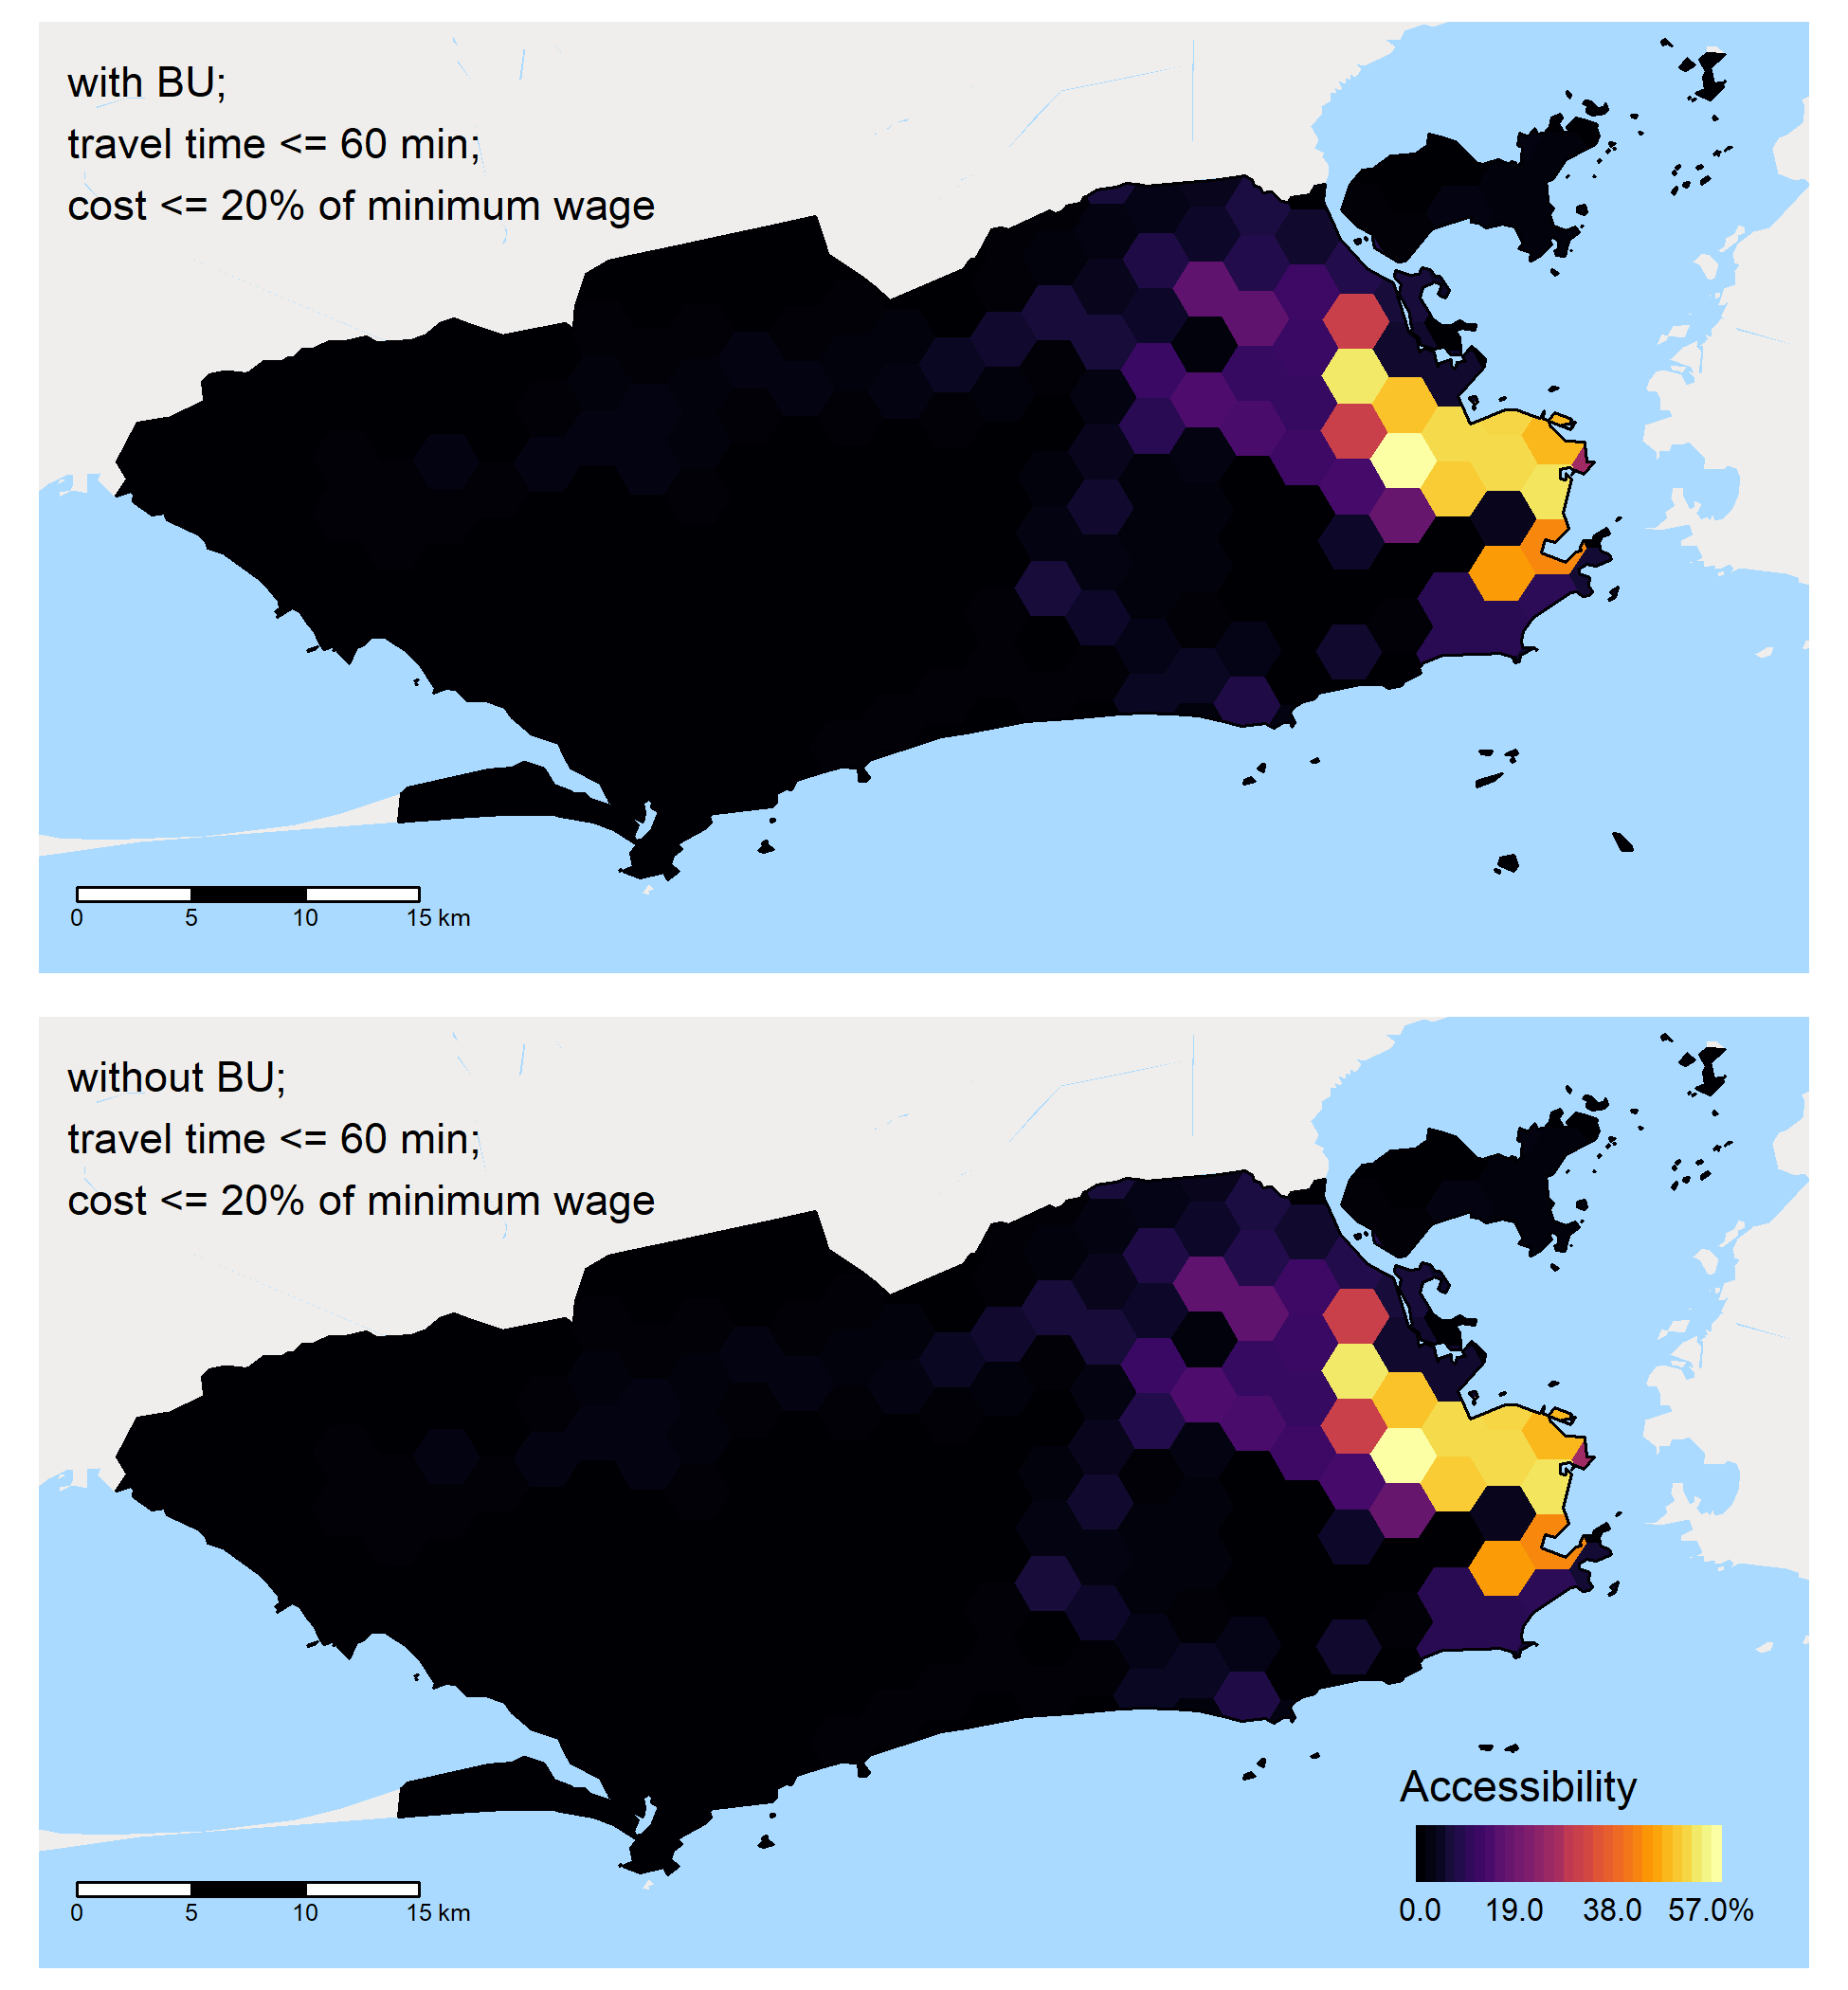 with BU;
travel time <= 60 min;
cost <= 20% of minimum wage
0 5 10 15 km
without BU;
travel time <= 60 min;
cost <= 20% of minimum wage
Accessibility
0.0 19.0 38.0 57.0%
0 5 10 15 km